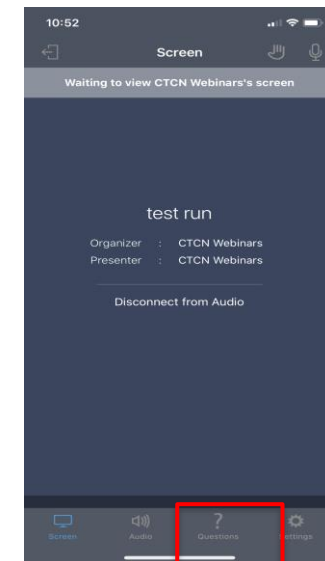 10:52
Screen
Waiting to view CTCN Webinars's screen
test run
Organizer : CTCN Webinars
Presenter : CTCN Webinars
Disconnect from Audio
Screen Audio ? Questions Settings